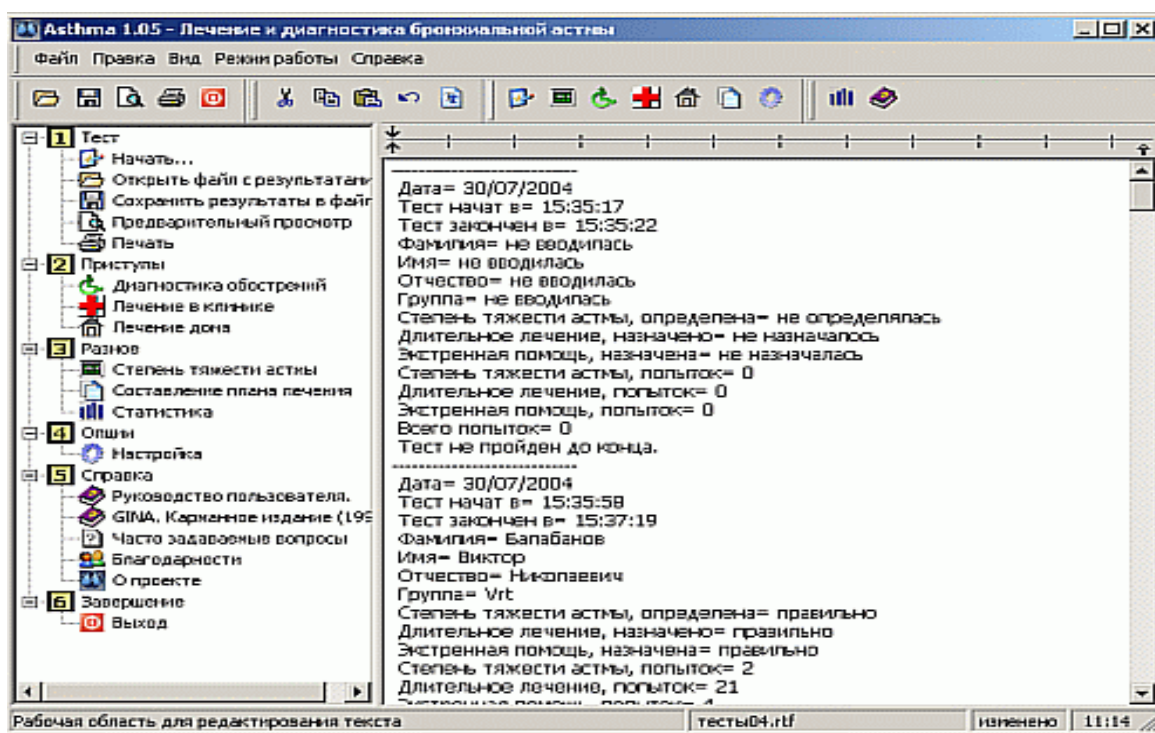 Asthma 1.05 - Лечение и диагностика бронхиальной астмы
Файл Правка Вид Режим работы Справка
1 Тест
Начать...
Открыть файл с результатами
Сохранить результаты в файл
Предварительный просмотр
Печать
2 Приступы
Диагностика обострений
Лечение в клинике
Лечение дома
3 Разное
Степень тяжести астмы
Составление плана лечения
Статистика
4 Опции
Настройка
5 Справка
Руководство пользователя.
GINA. Карманное издание (199
Часто задаваемые вопросы
Благодарности
О проекте
6 Завершение
Выход
------------------------------
Дата= 30/07/2004
Тест начат в= 15:35:17
Тест закончен в= 15:35:22
Фамилия= не вводилась
Имя= не вводилась
Отчество= не вводилась
Группа= не вводилась
Степень тяжести астмы, определена= не определялась
Длительное лечение, назначено= не назначалось
Экстренная помощь, назначена= не назначалась
Степень тяжести астмы, попыток= 0
Длительное лечение, попыток= 0
Экстренная помощь, попыток= 0
Всего попыток= 0
Тест не пройден до конца.
------------------------------
Дата= 30/07/2004
Тест начат в= 15:35:58
Тест закончен в= 15:37:19
Фамилия= Балабанов
Имя= Виктор
Отчество= Николаевич
Группа= Vrt
Степень тяжести астмы, определена= правильно
Длительное лечение, назначено= правильно
Экстренная помощь, назначена= правильно
Степень тяжести астмы, попыток= 2
Длительное лечение, попыток= 21
Экстренная помощь, попыток= 4
Рабочая область для редактирования текста
тесты04.rtf
изменено
11:14